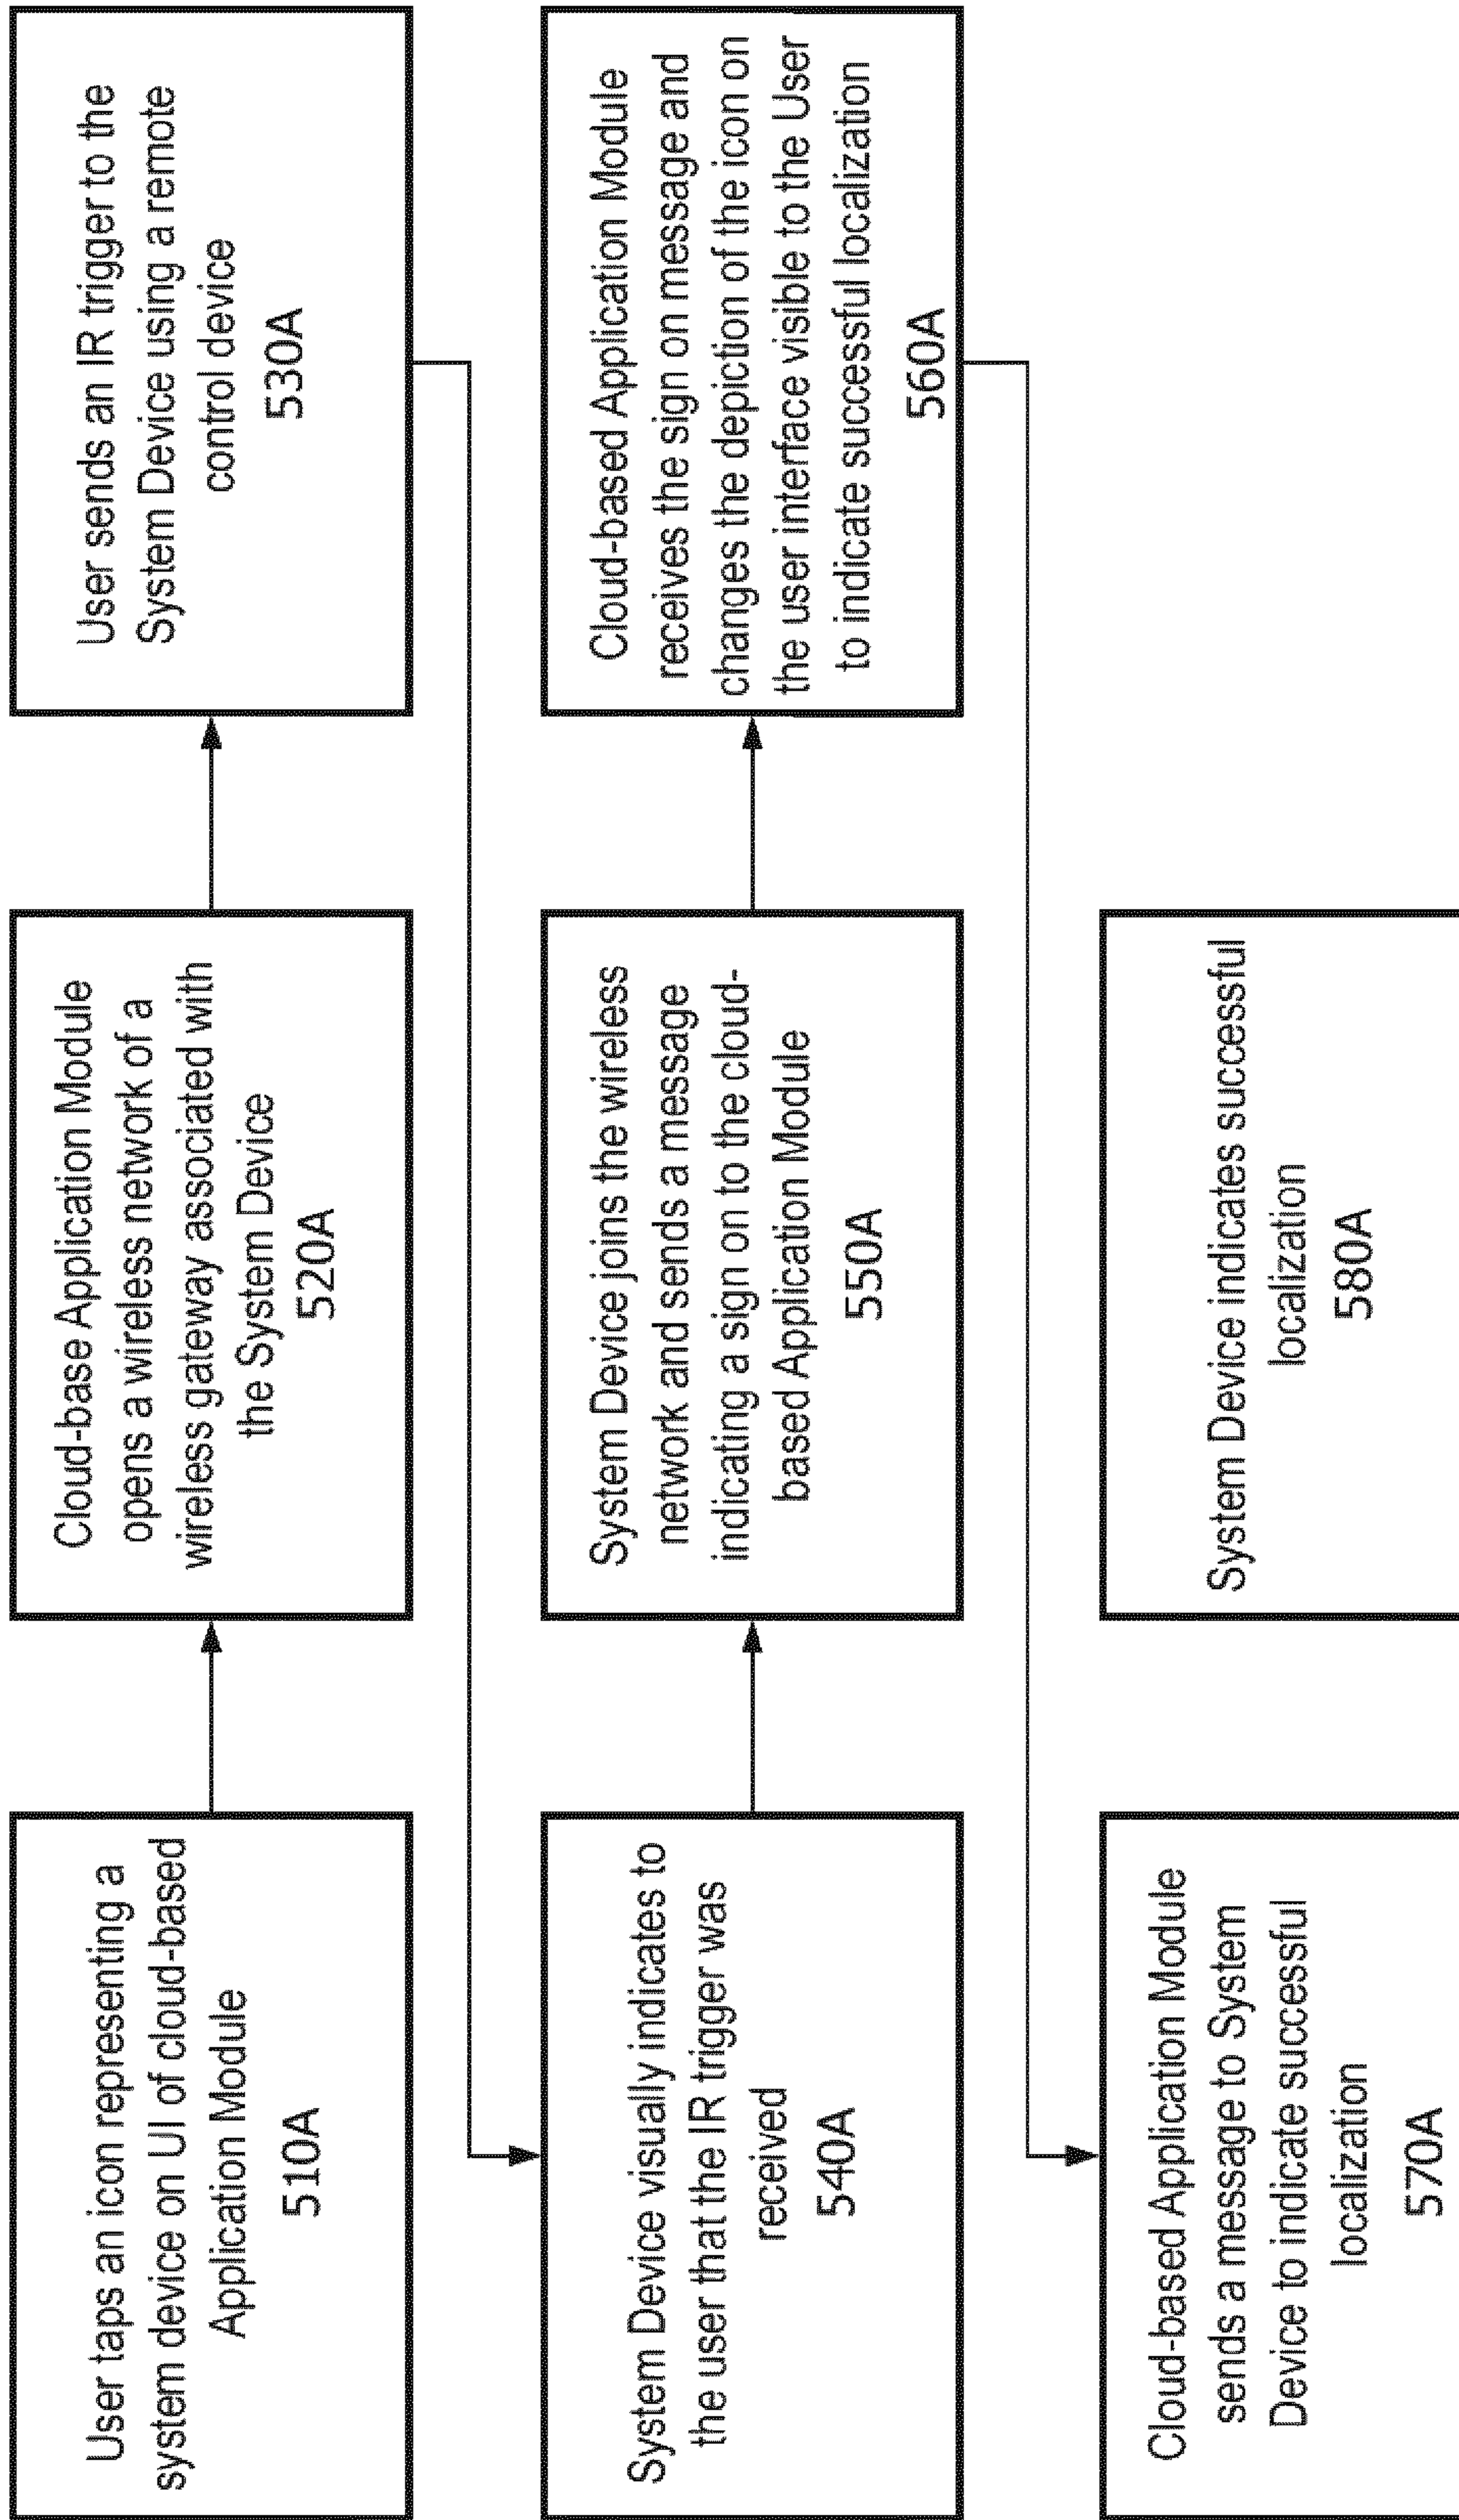 User taps an icon representing a
system device on UI of cloud-based
Application Module
510A
Cloud-base Application Module
opens a wireless network of a
wireless gateway associated with
the System Device
520A
User sends an IR trigger to the
System Device using a remote
control device
530A
System Device visually indicates to
the user that the IR trigger was
received
540A
System Device joins the wireless
network and sends a message
indicating a sign on to the cloud-
based Application Module
550A
Cloud-based Application Module
receives the sign on message and
changes the depiction of the icon on
the user interface visible to the User
to indicate successful localization
560A
Cloud-based Application Module
sends a message to System
Device to indicate successful
localization
570A
System Device indicates successful
localization
580A